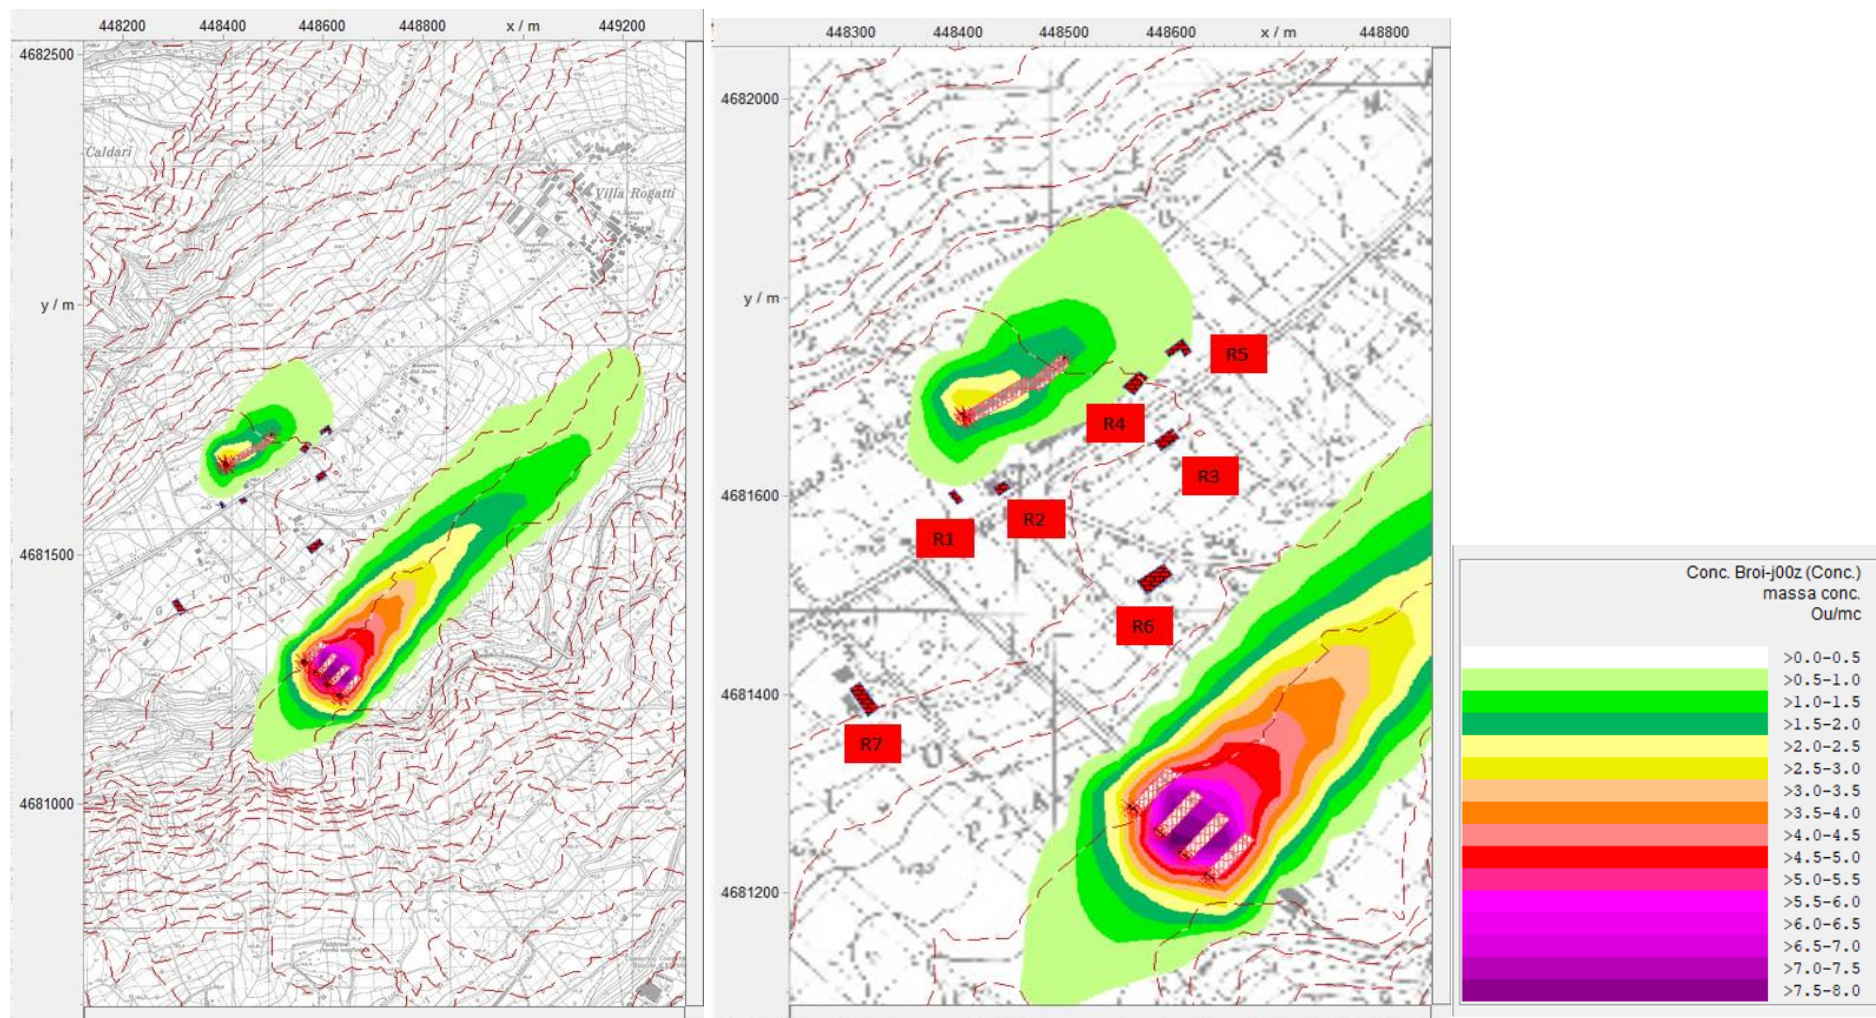 448200 448400 448600 448800 x / m 449200
4682500
Caldari
Villa Rogatti
y / m
4681500
4681000
448300 448400 448500 448600 x / m 448800
4682000
y / m
R5
R4
R3
4681600
R2
R1
R6
4681400
R7
4681200
Conc. Broi-j00z (Conc.)
massa conc.
Ou/mc
>0.0-0.5
>0.5-1.0
>1.0-1.5
>1.5-2.0
>2.0-2.5
>2.5-3.0
>3.0-3.5
>3.5-4.0
>4.0-4.5
>4.5-5.0
>5.0-5.5
>5.5-6.0
>6.0-6.5
>6.5-7.0
>7.0-7.5
>7.5-8.0